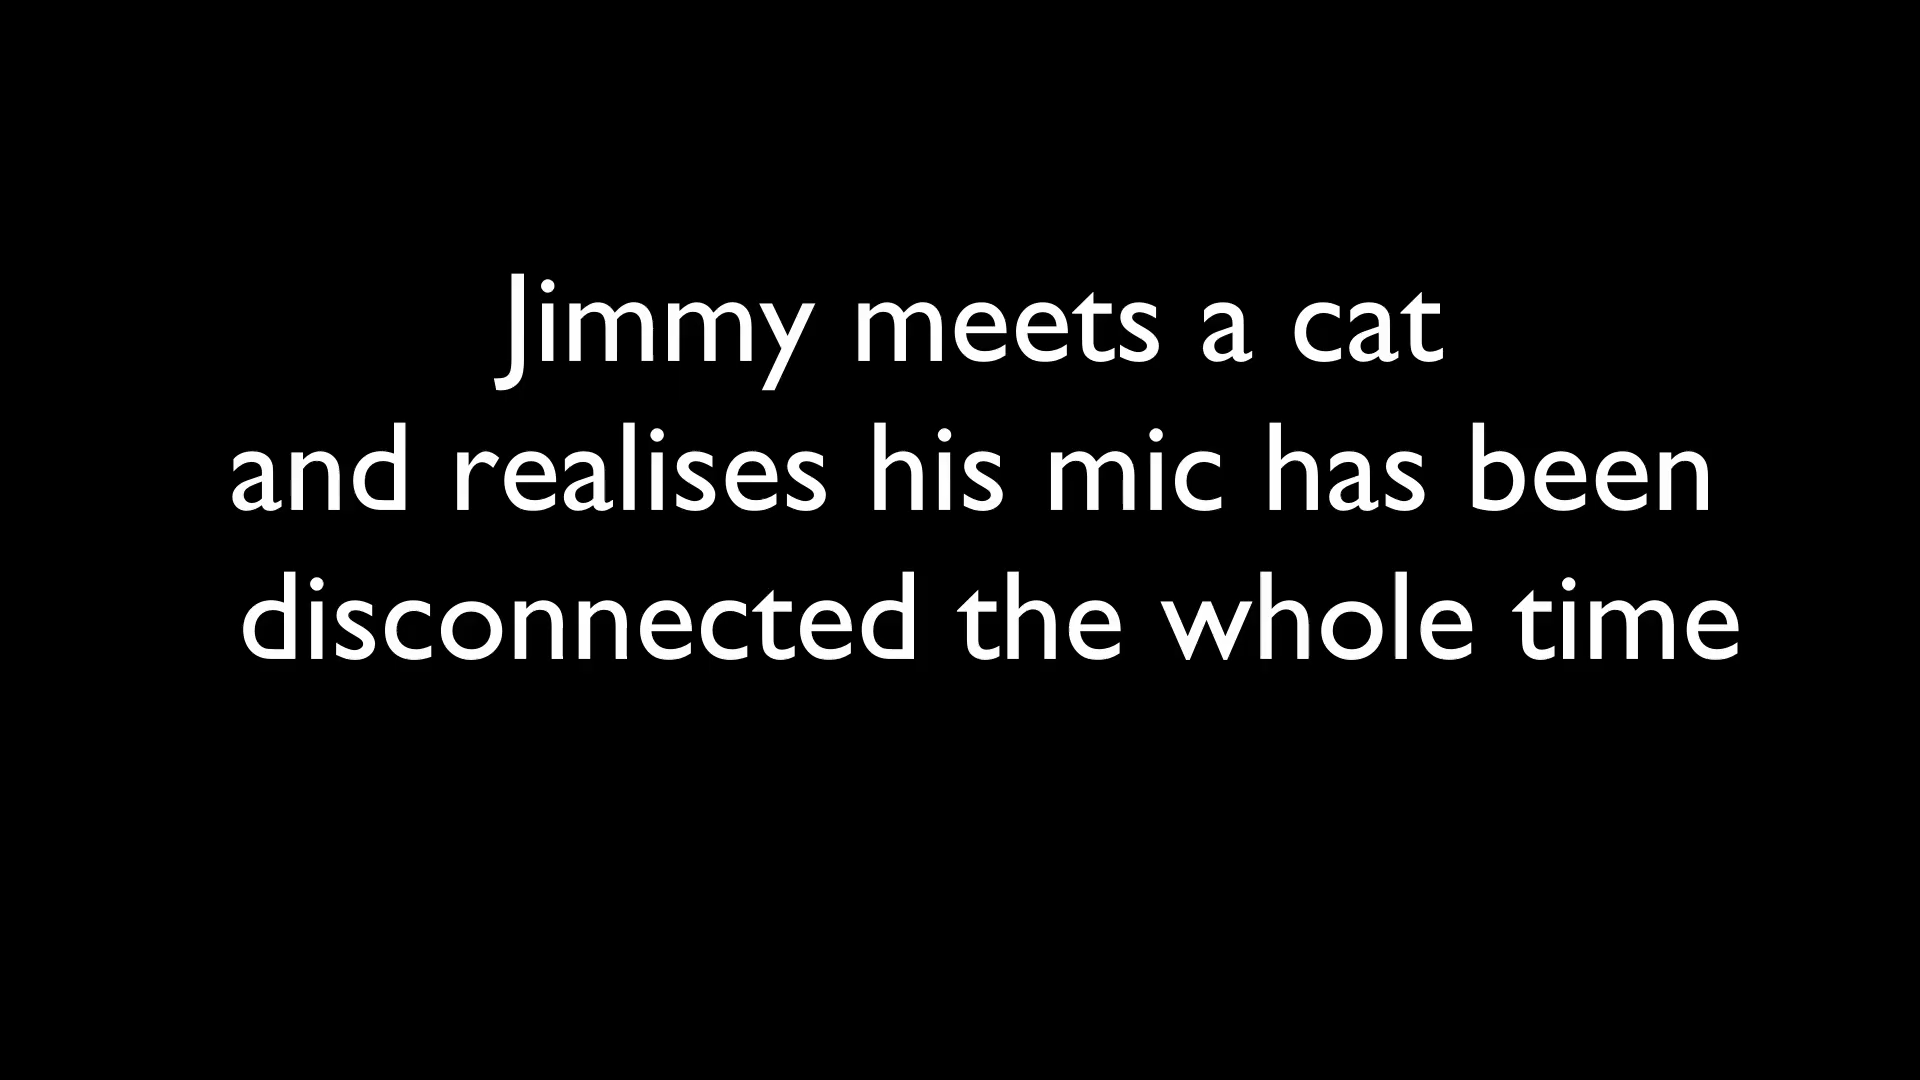 Jimmy meets a cat
and realises his mic has been
disconnected the whole time